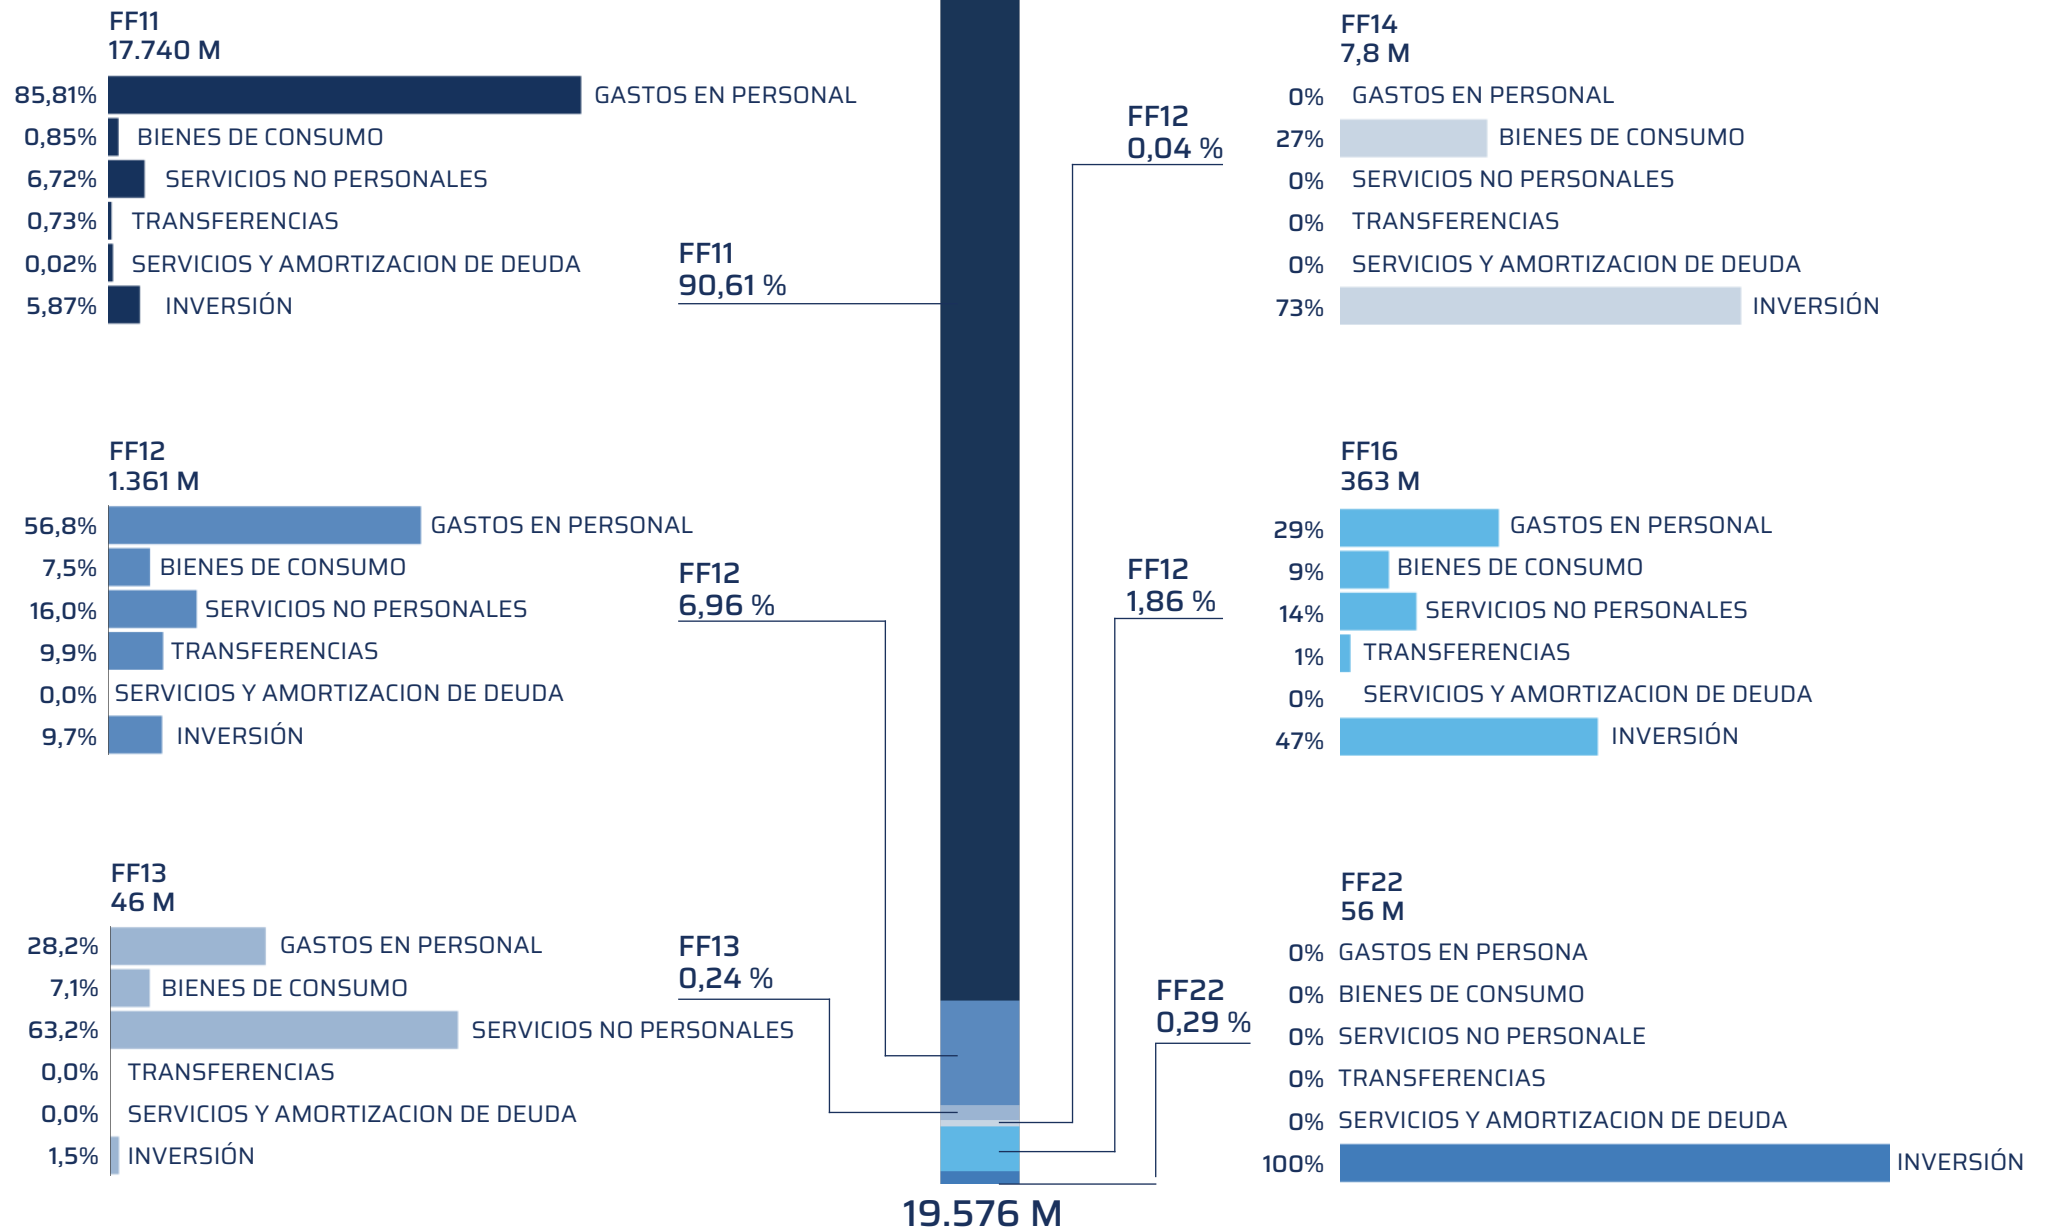 FF11
17.740 M
85,81% GASTOS EN PERSONAL
0,85% BIENES DE CONSUMO
6,72% SERVICIOS NO PERSONALES
0,73% TRANSFERENCIAS
0,02% SERVICIOS Y AMORTIZACION DE DEUDA
5,87% INVERSIÓN
FF11
90,61 %
FF12
1.361 M
56,8% GASTOS EN PERSONAL
7,5% BIENES DE CONSUMO
16,0% SERVICIOS NO PERSONALES
9,9% TRANSFERENCIAS
0,0% SERVICIOS Y AMORTIZACION DE DEUDA
9,7% INVERSIÓN
FF12
6,96 %
FF13
46 M
28,2% GASTOS EN PERSONAL
7,1% BIENES DE CONSUMO
63,2% SERVICIOS NO PERSONALES
0,0% TRANSFERENCIAS
0,0% SERVICIOS Y AMORTIZACION DE DEUDA
1,5% INVERSIÓN
FF13
0,24 %
FF12
0,04 %
FF14
7,8 M
0% GASTOS EN PERSONAL
27% BIENES DE CONSUMO
0% SERVICIOS NO PERSONALES
0% TRANSFERENCIAS
0% SERVICIOS Y AMORTIZACION DE DEUDA
73% INVERSIÓN
FF12
1,86 %
FF16
363 M
29% GASTOS EN PERSONAL
9% BIENES DE CONSUMO
14% SERVICIOS NO PERSONALES
1% TRANSFERENCIAS
0% SERVICIOS Y AMORTIZACION DE DEUDA
47% INVERSIÓN
FF22
0,29 %
FF22
56 M
0% GASTOS EN PERSONA
0% BIENES DE CONSUMO
0% SERVICIOS NO PERSONALE
0% TRANSFERENCIAS
0% SERVICIOS Y AMORTIZACION DE DEUDA
100% INVERSIÓN
19.576 M